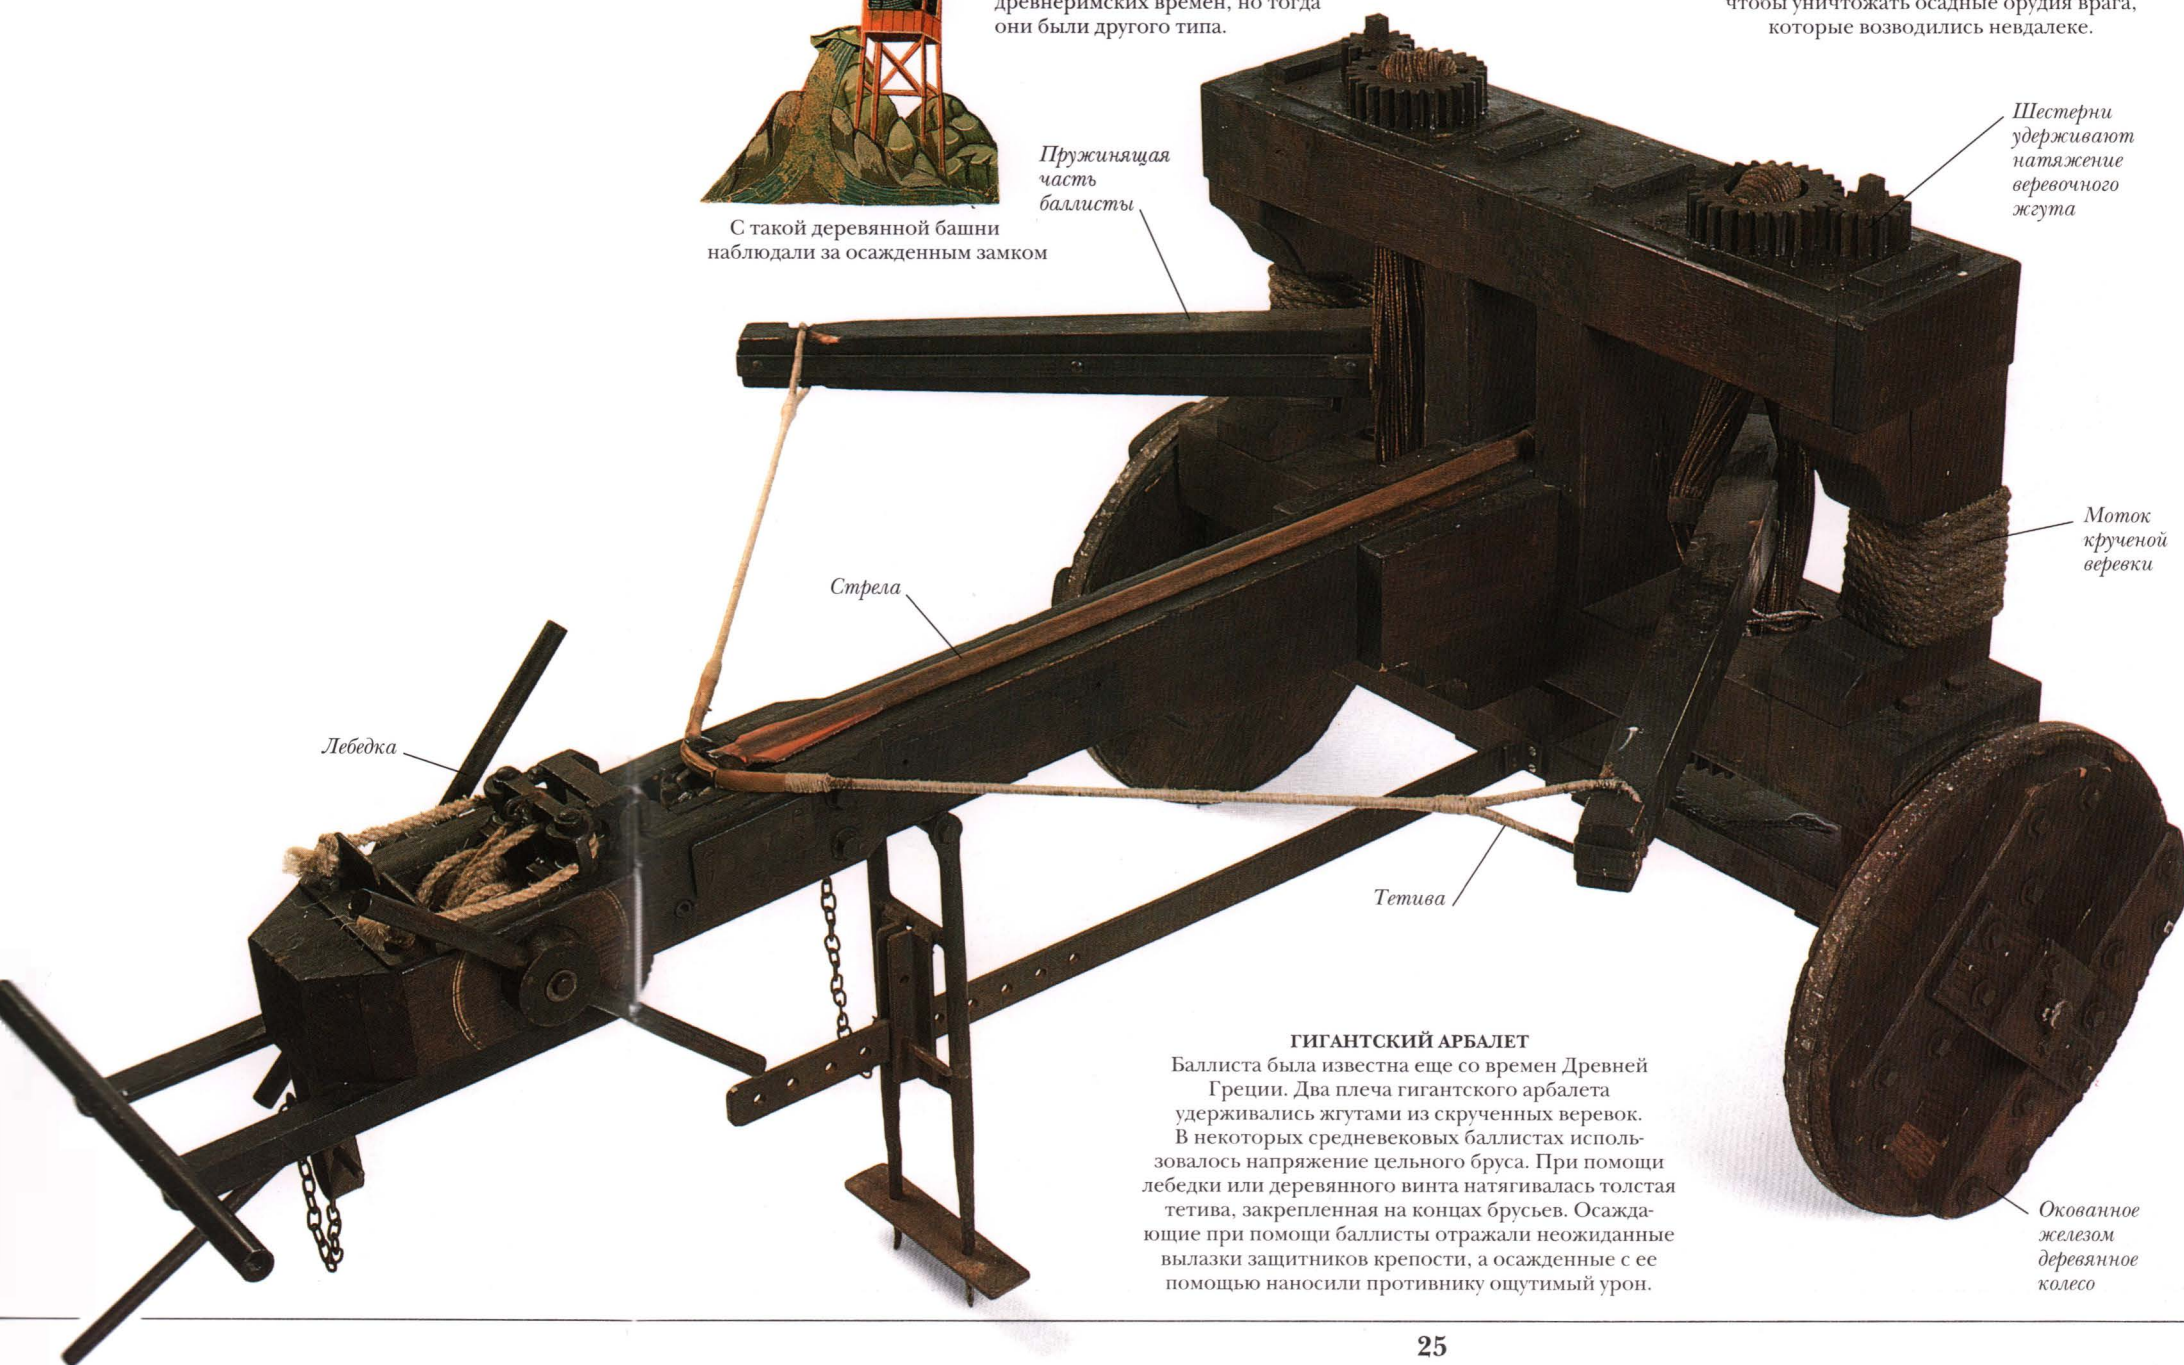 древнеримских времен, но тогда
они были другого типа.
чтобы уничтожать осадные орудия врага,
которые возводились невдалеке.
Шестерни
удерживают
натяжение
веревочного
жгута
Пружинящая
часть
баллисты
С такой деревянной башни
наблюдали за осажденным замком
Моток
крученой
веревки
Стрела
Лебедка
Тетива
ГИГАНТСКИЙ АРБАЛЕТ
Баллиста была известна еще со времен Древней
Греции. Два плеча гигантского арбалета
удерживались жгутами из скрученных веревок.
В некоторых средневековых баллистах исполь-
зовалось напряжение цельного бруса. При помощи
лебедки или деревянного винта натягивалась толстая
тетива, закрепленная на концах брусьев. Осажда-
ющие при помощи баллисты отражали неожиданные
вылазки защитников крепости, а осажденные с ее
помощью наносили противнику ощутимый урон.
Окованное
железом
деревянное
колесо
25